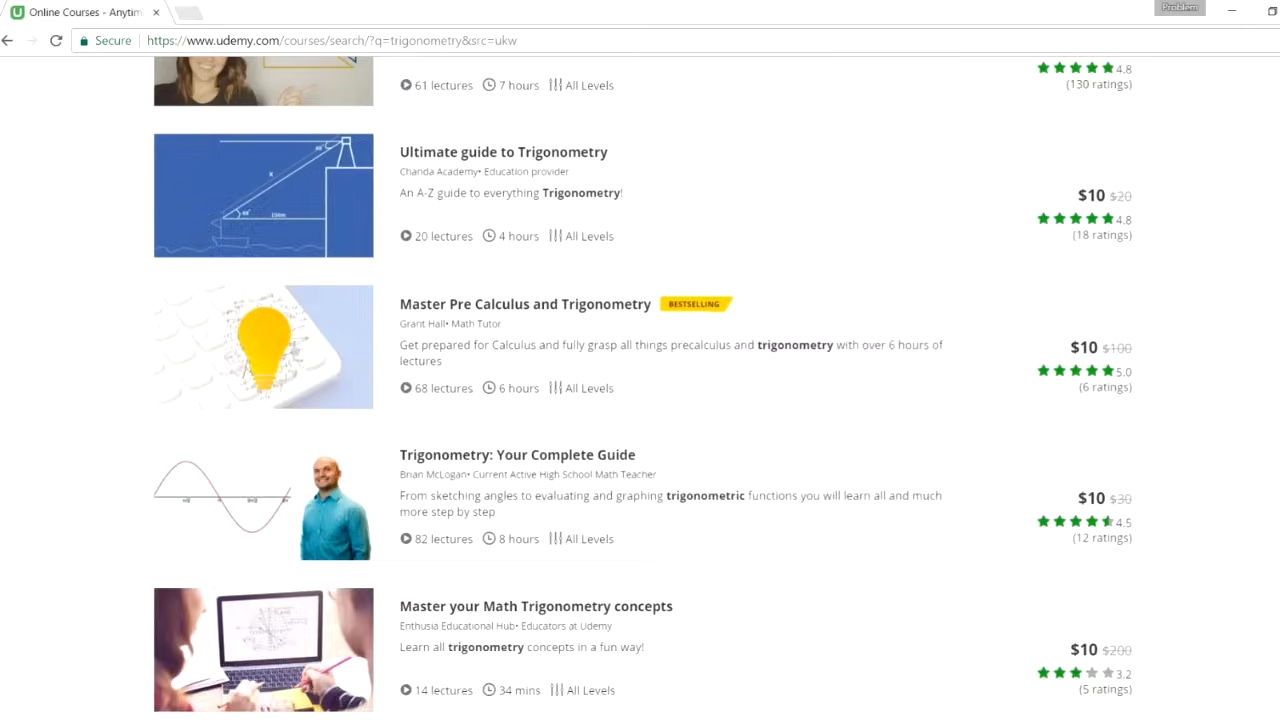 Online Courses - Anytim
Problem
Secure https://www.udemy.com/courses/search/?q=trigonometry&src=ukw
61 lectures 7 hours All Levels
4.8
(130 ratings)
Ultimate guide to Trigonometry
Chanda Academy• Education provider
An A-Z guide to everything Trigonometry!
20 lectures 4 hours All Levels
$10 $20
4.8
(18 ratings)
x
150m
Master Pre Calculus and Trigonometry BESTSELLING
Grant Hall• Math Tutor
Get prepared for Calculus and fully grasp all things precalculus and trigonometry with over 6 hours of
lectures
68 lectures 6 hours All Levels
$10 $100
5.0
(6 ratings)
Trigonometry: Your Complete Guide
Brian McLogan• Current Active High School Math Teacher
From sketching angles to evaluating and graphing trigonometric functions you will learn all and much
more step by step
82 lectures 8 hours All Levels
$10 $30
4.5
(12 ratings)
Master your Math Trigonometry concepts
Enthusia Educational Hub• Educators at Udemy
Learn all trigonometry concepts in a fun way!
14 lectures 34 mins All Levels
$10 $200
3.2
(5 ratings)